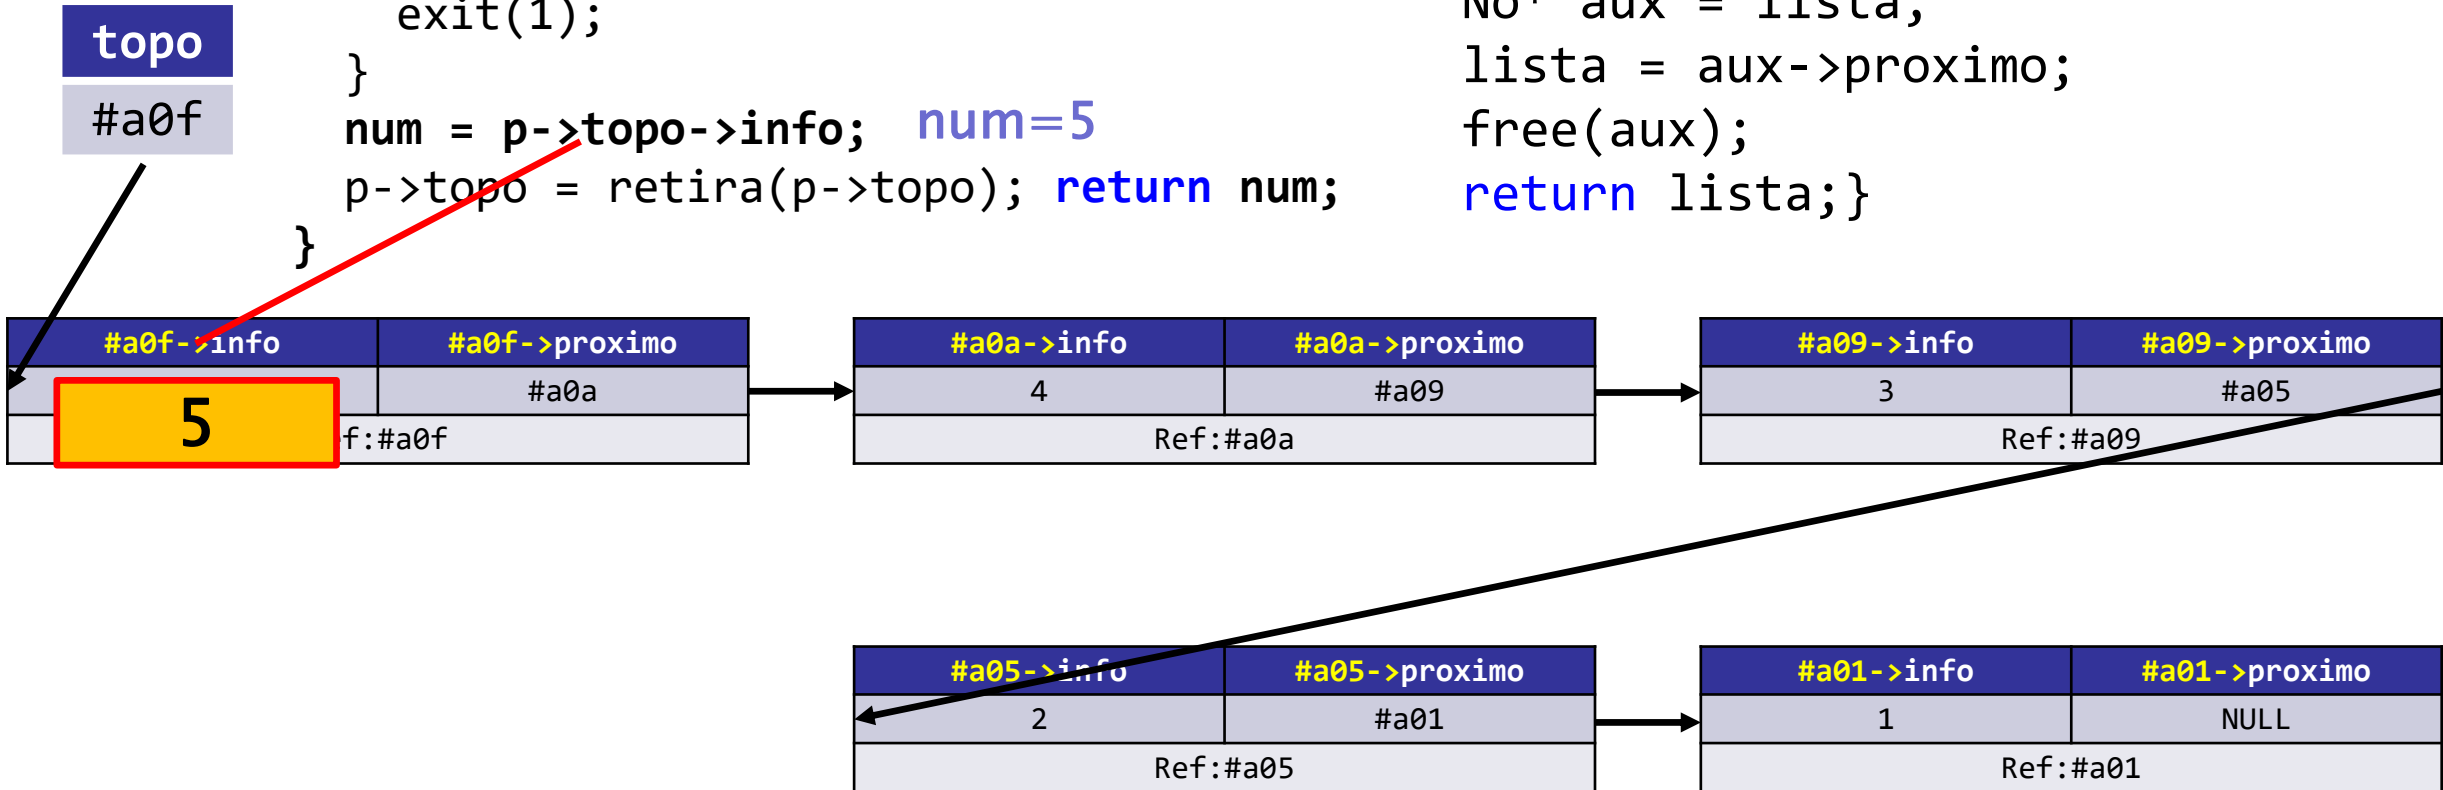 topo
#a0f
exit(1);
}
num = p->topo->info; num=5
p->topo = retira(p->topo); return num;
}
No* aux = lista;
lista = aux->proximo;
free(aux);
return lista;}
#a0f->info #a0f->proximo
5 #a0a
f:#a0f
#a0a->info #a0a->proximo
4 #a09
Ref:#a0a
#a09->info #a09->proximo
3 #a05
Ref:#a09
#a05->info #a05->proximo
2 #a01
Ref:#a05
#a01->info #a01->proximo
1 NULL
Ref:#a01